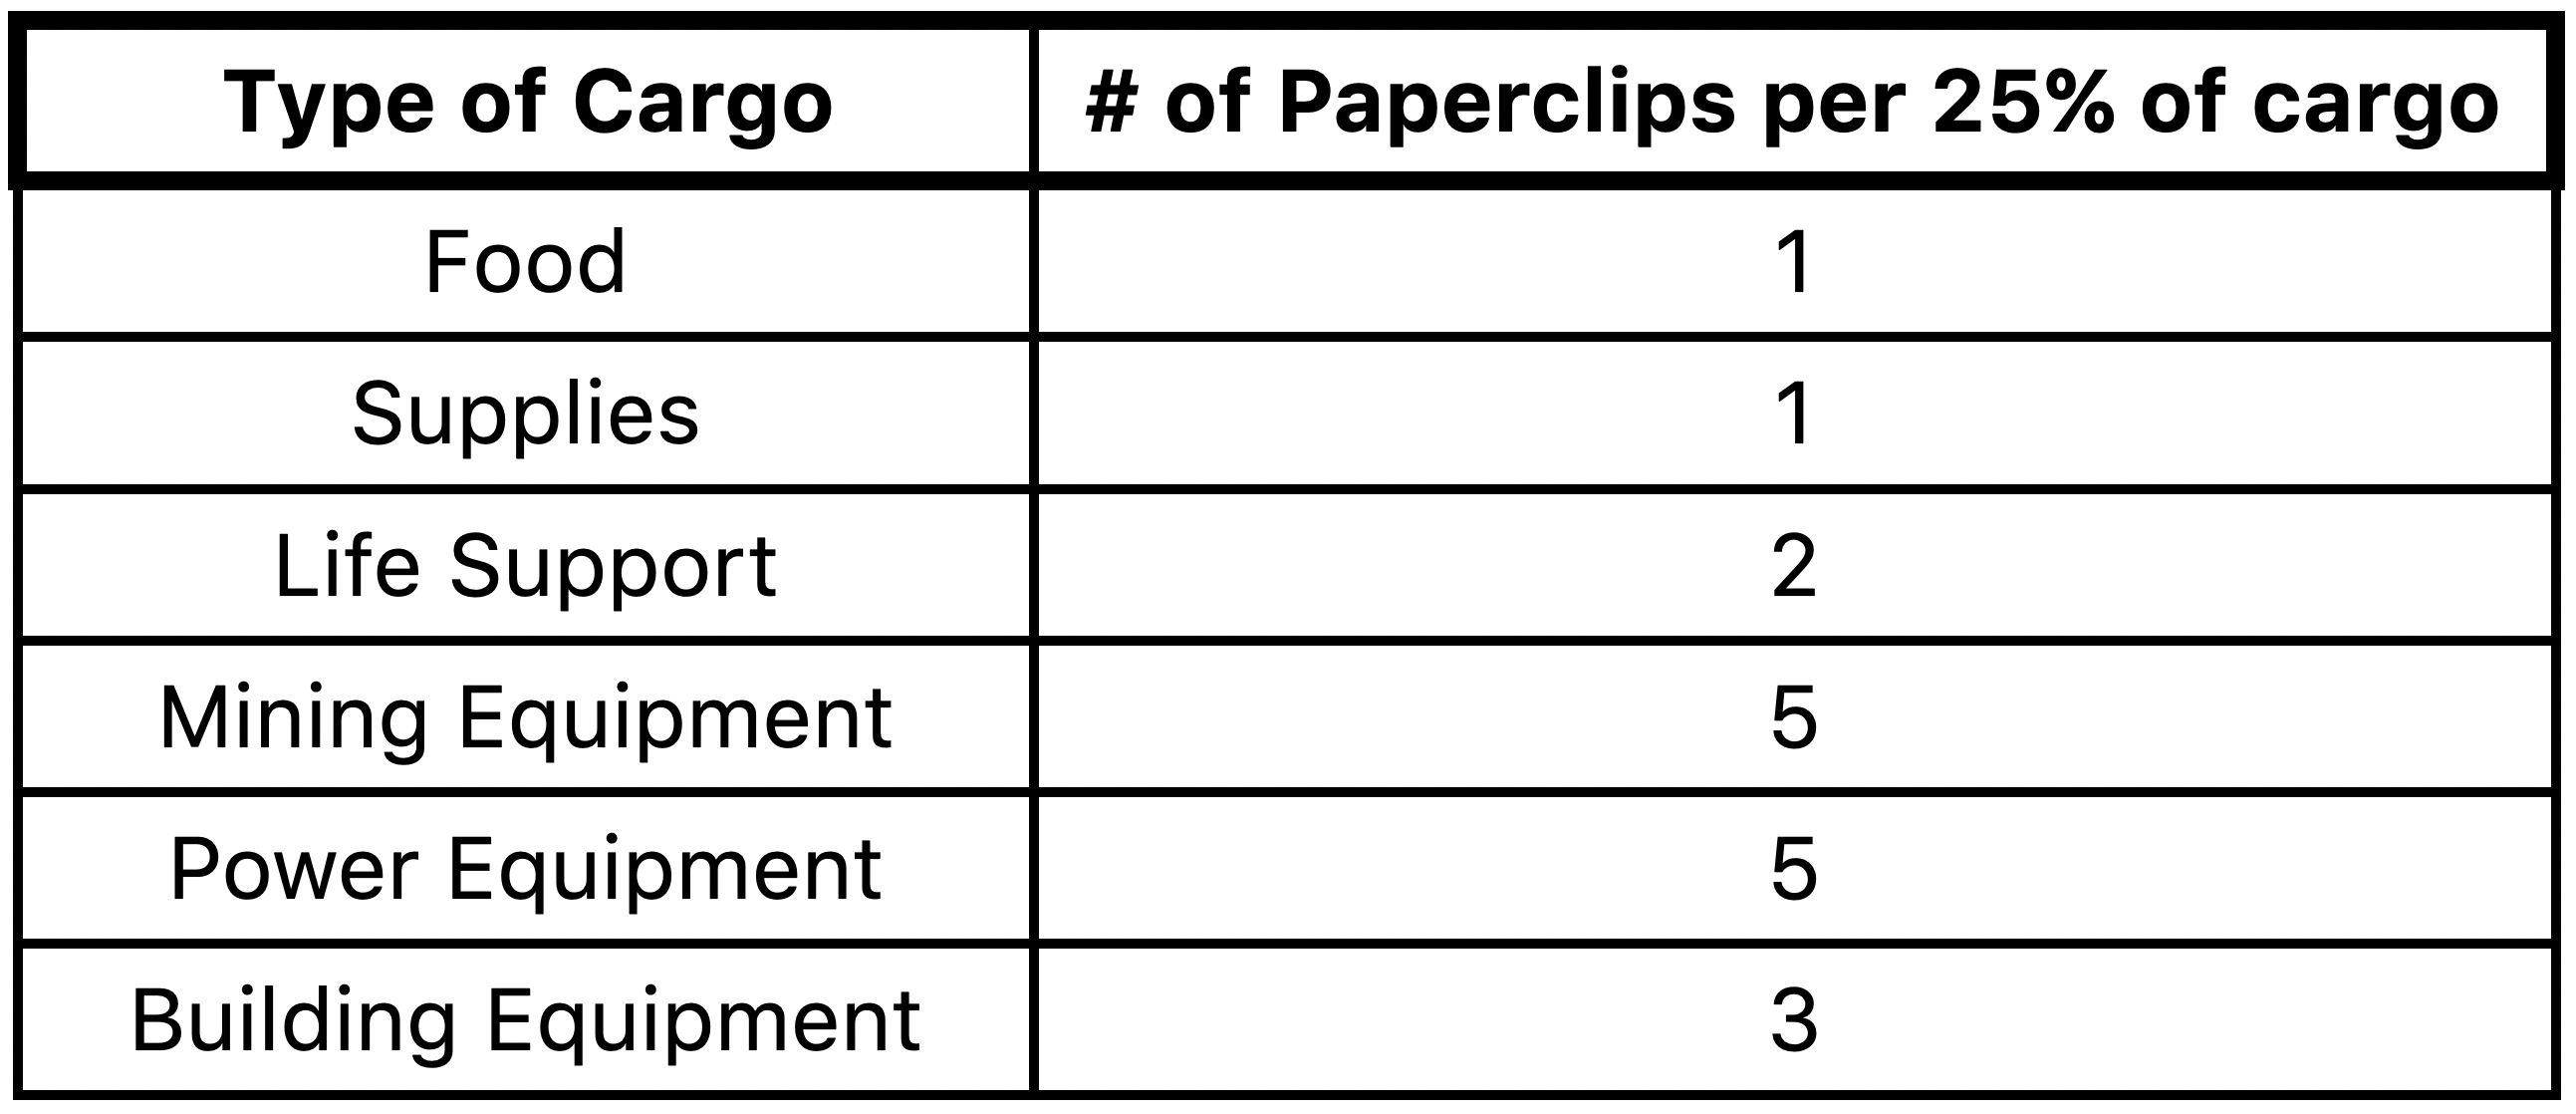 Type of Cargo # of Paperclips per 25% of cargo
Food 1
Supplies 1
Life Support 2
Mining Equipment 5
Power Equipment 5
Building Equipment 3